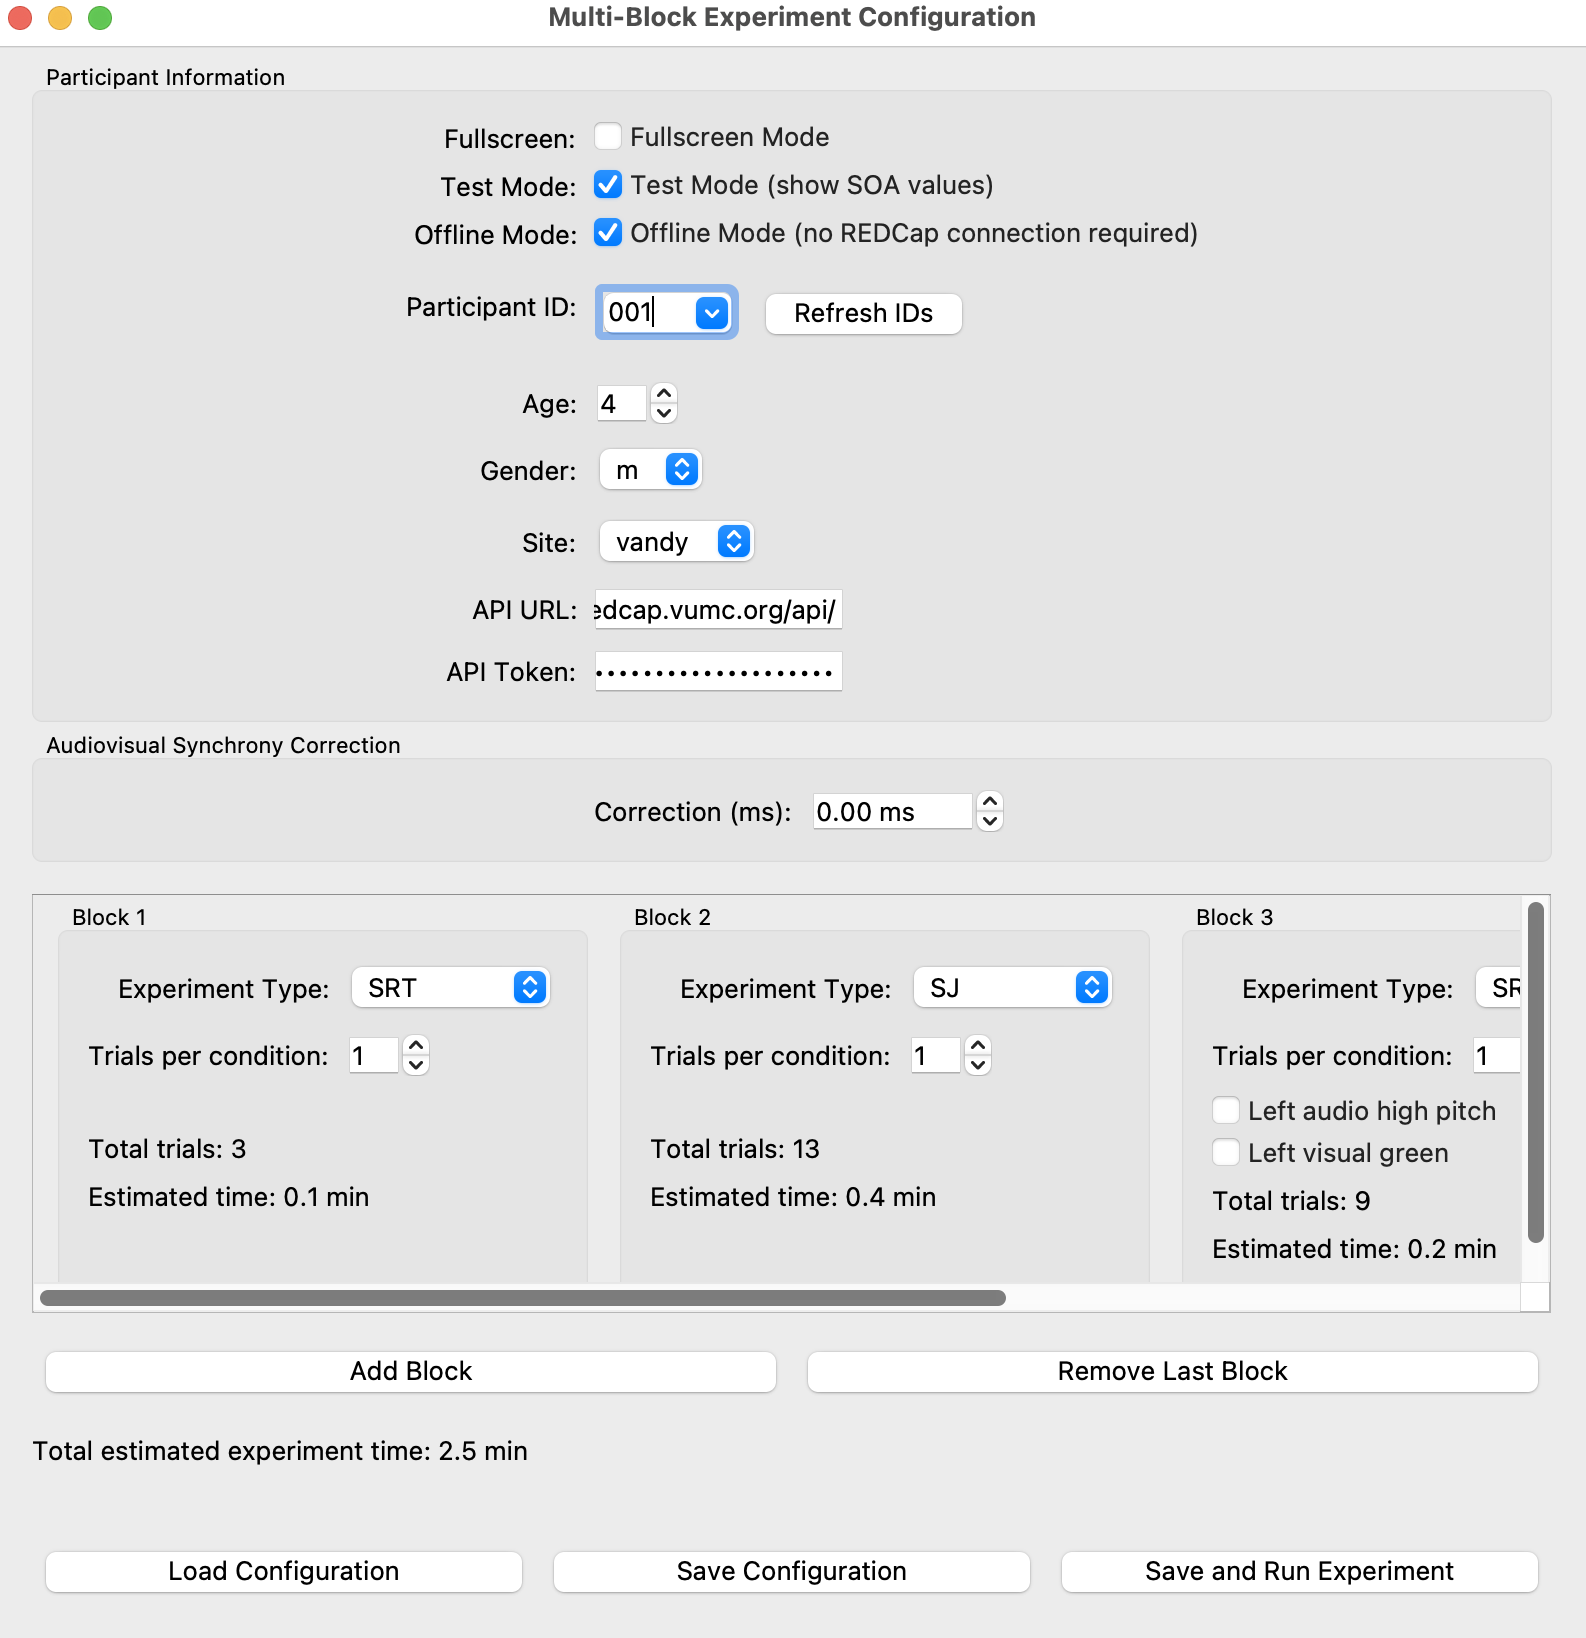 Multi-Block Experiment Configuration
Participant Information
Fullscreen: Fullscreen Mode
Test Mode: Test Mode (show SOA values)
Offline Mode: Offline Mode (no REDCap connection required)
Participant ID: 001 Refresh IDs
Age: 4
Gender: m
Site: vandy
API URL: edcap.vumc.org/api/
API Token: ••••••••••••••••••••
Audiovisual Synchrony Correction
Correction (ms): 0.00 ms
Block 1
Experiment Type: SRT
Trials per condition: 1
Total trials: 3
Estimated time: 0.1 min
Block 2
Experiment Type: SJ
Trials per condition: 1
Total trials: 13
Estimated time: 0.4 min
Block 3
Experiment Type: SR
Trials per condition: 1
Left audio high pitch
Left visual green
Total trials: 9
Estimated time: 0.2 min
Add Block Remove Last Block
Total estimated experiment time: 2.5 min
Load Configuration Save Configuration Save and Run Experiment